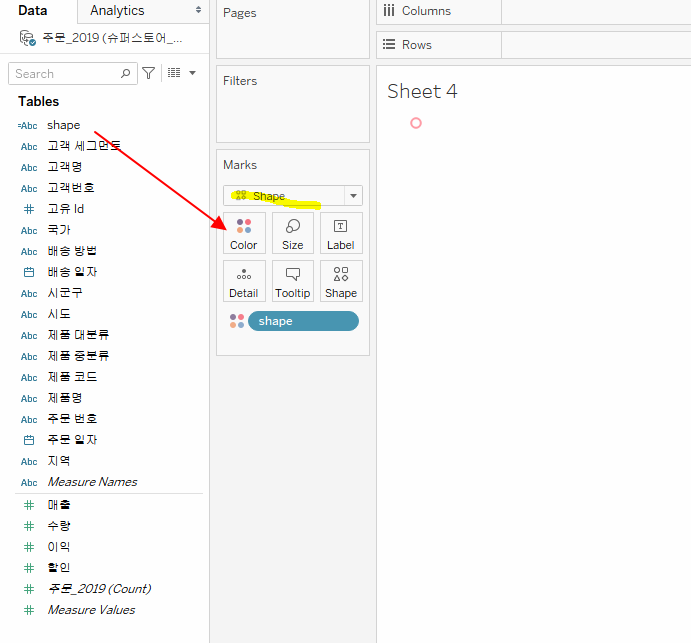 Data
Analytics
주문_2019 (슈퍼스토어_...
Search
Tables
=Abc shape
Abc 고객 세그먼트
Abc 고객명
Abc 고객번호
고유 Id
Abc 국가
Abc 배송 방법
배송 일자
Abc 시군구
Abc 시도
Abc 제품 대분류
Abc 제품 중분류
Abc 제품 코드
Abc 제품명
Abc 주문 번호
주문 일자
Abc 지역
Abc Measure Names
매출
수량
이익
할인
주문_2019 (Count)
Measure Values
Pages
Filters
Marks
Shape
Color
Size
Label
Detail
Tooltip
Shape
shape
Columns
Rows
Sheet 4